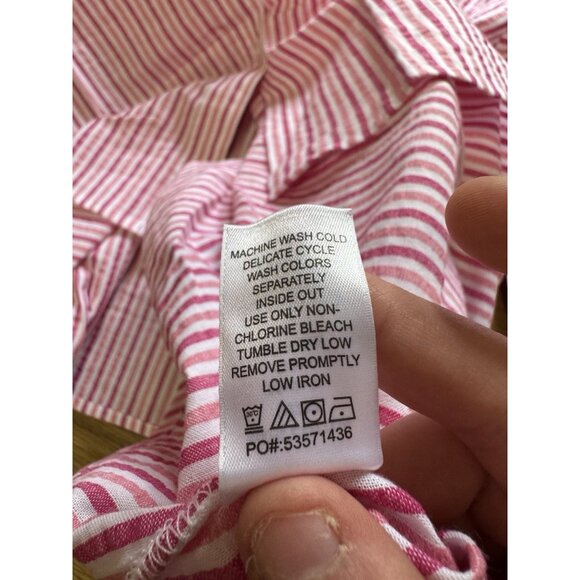 MACHINE WASH COLD
DELICATE CYCLE
WASH COLORS
SEPARATELY
INSIDE OUT
USE ONLY NON-
CHLORINE BLEACH
TUMBLE DRY LOW
REMOVE PROMPTLY
LOW IRON
PO#:53571436